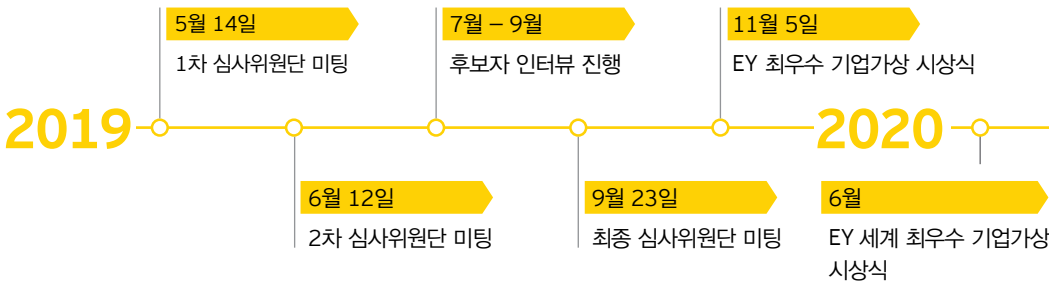 2019
5월 14일
1차 심사위원단 미팅
6월 12일
2차 심사위원단 미팅
7월 – 9월
후보자 인터뷰 진행
9월 23일
최종 심사위원단 미팅
11월 5일
EY 최우수 기업가상 시상식
2020
6월
EY 세계 최우수 기업가상
시상식